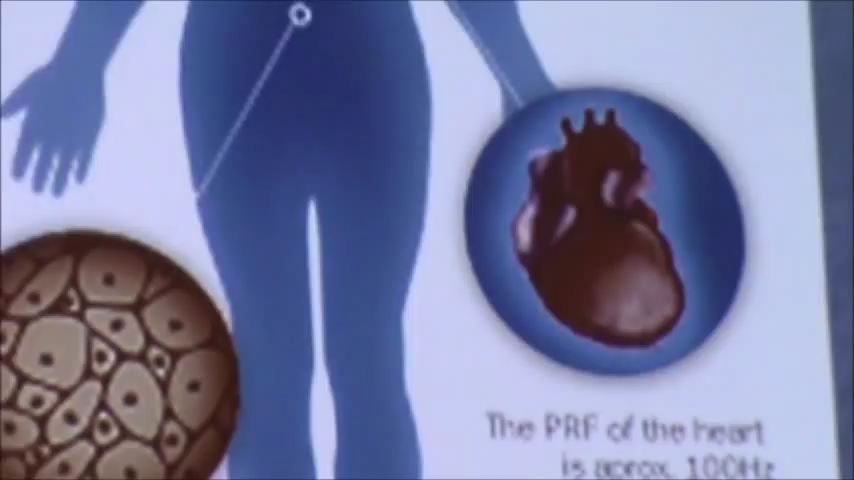 The PRF of the heart
is aprox. 100Hz